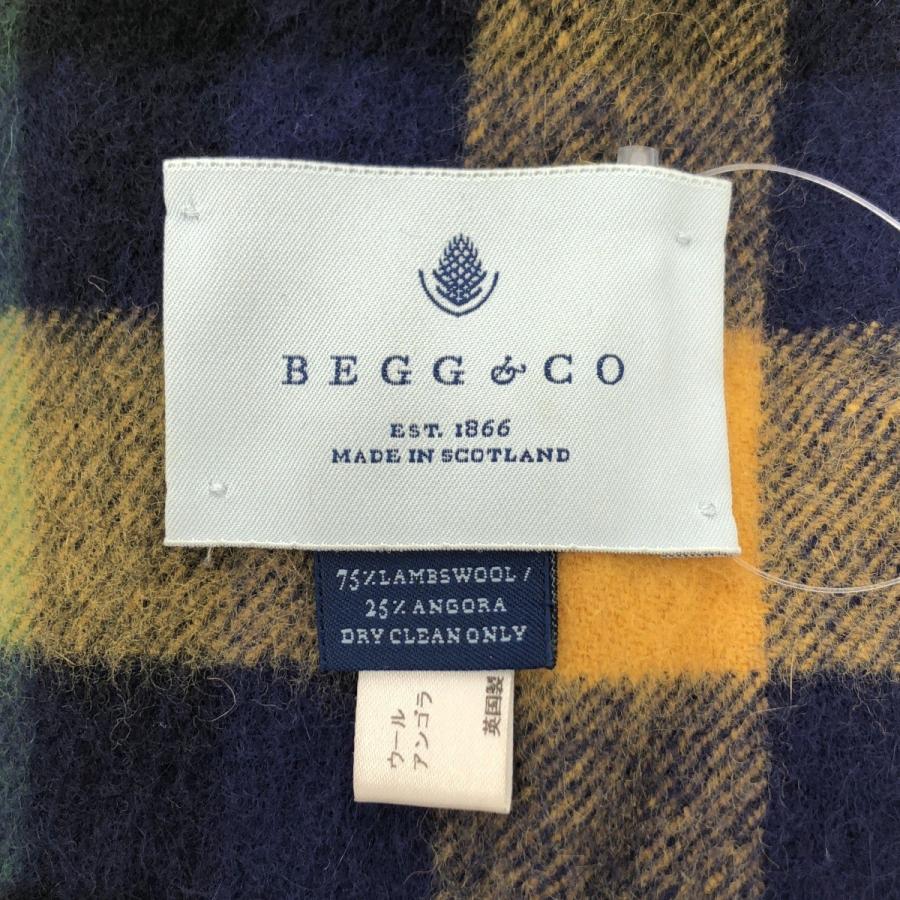 BEGG & CO
EST. 1866
MADE IN SCOTLAND
75% LAMBSWOOL /
25% ANGORA
DRY CLEAN ONLY
ウール
アンゴラ
英国製